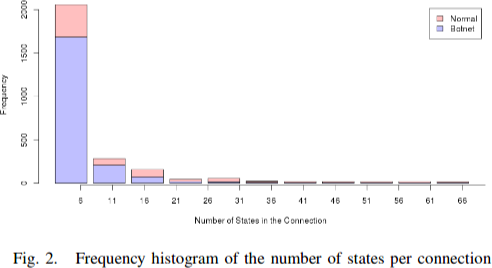 2000
1500
1000
500
0
Frequency
Normal
Botnet
6 11 16 21 26 31 36 41 46 51 56 61 66
Number of States in the Connection
Fig. 2. Frequency histogram of the number of states per connection